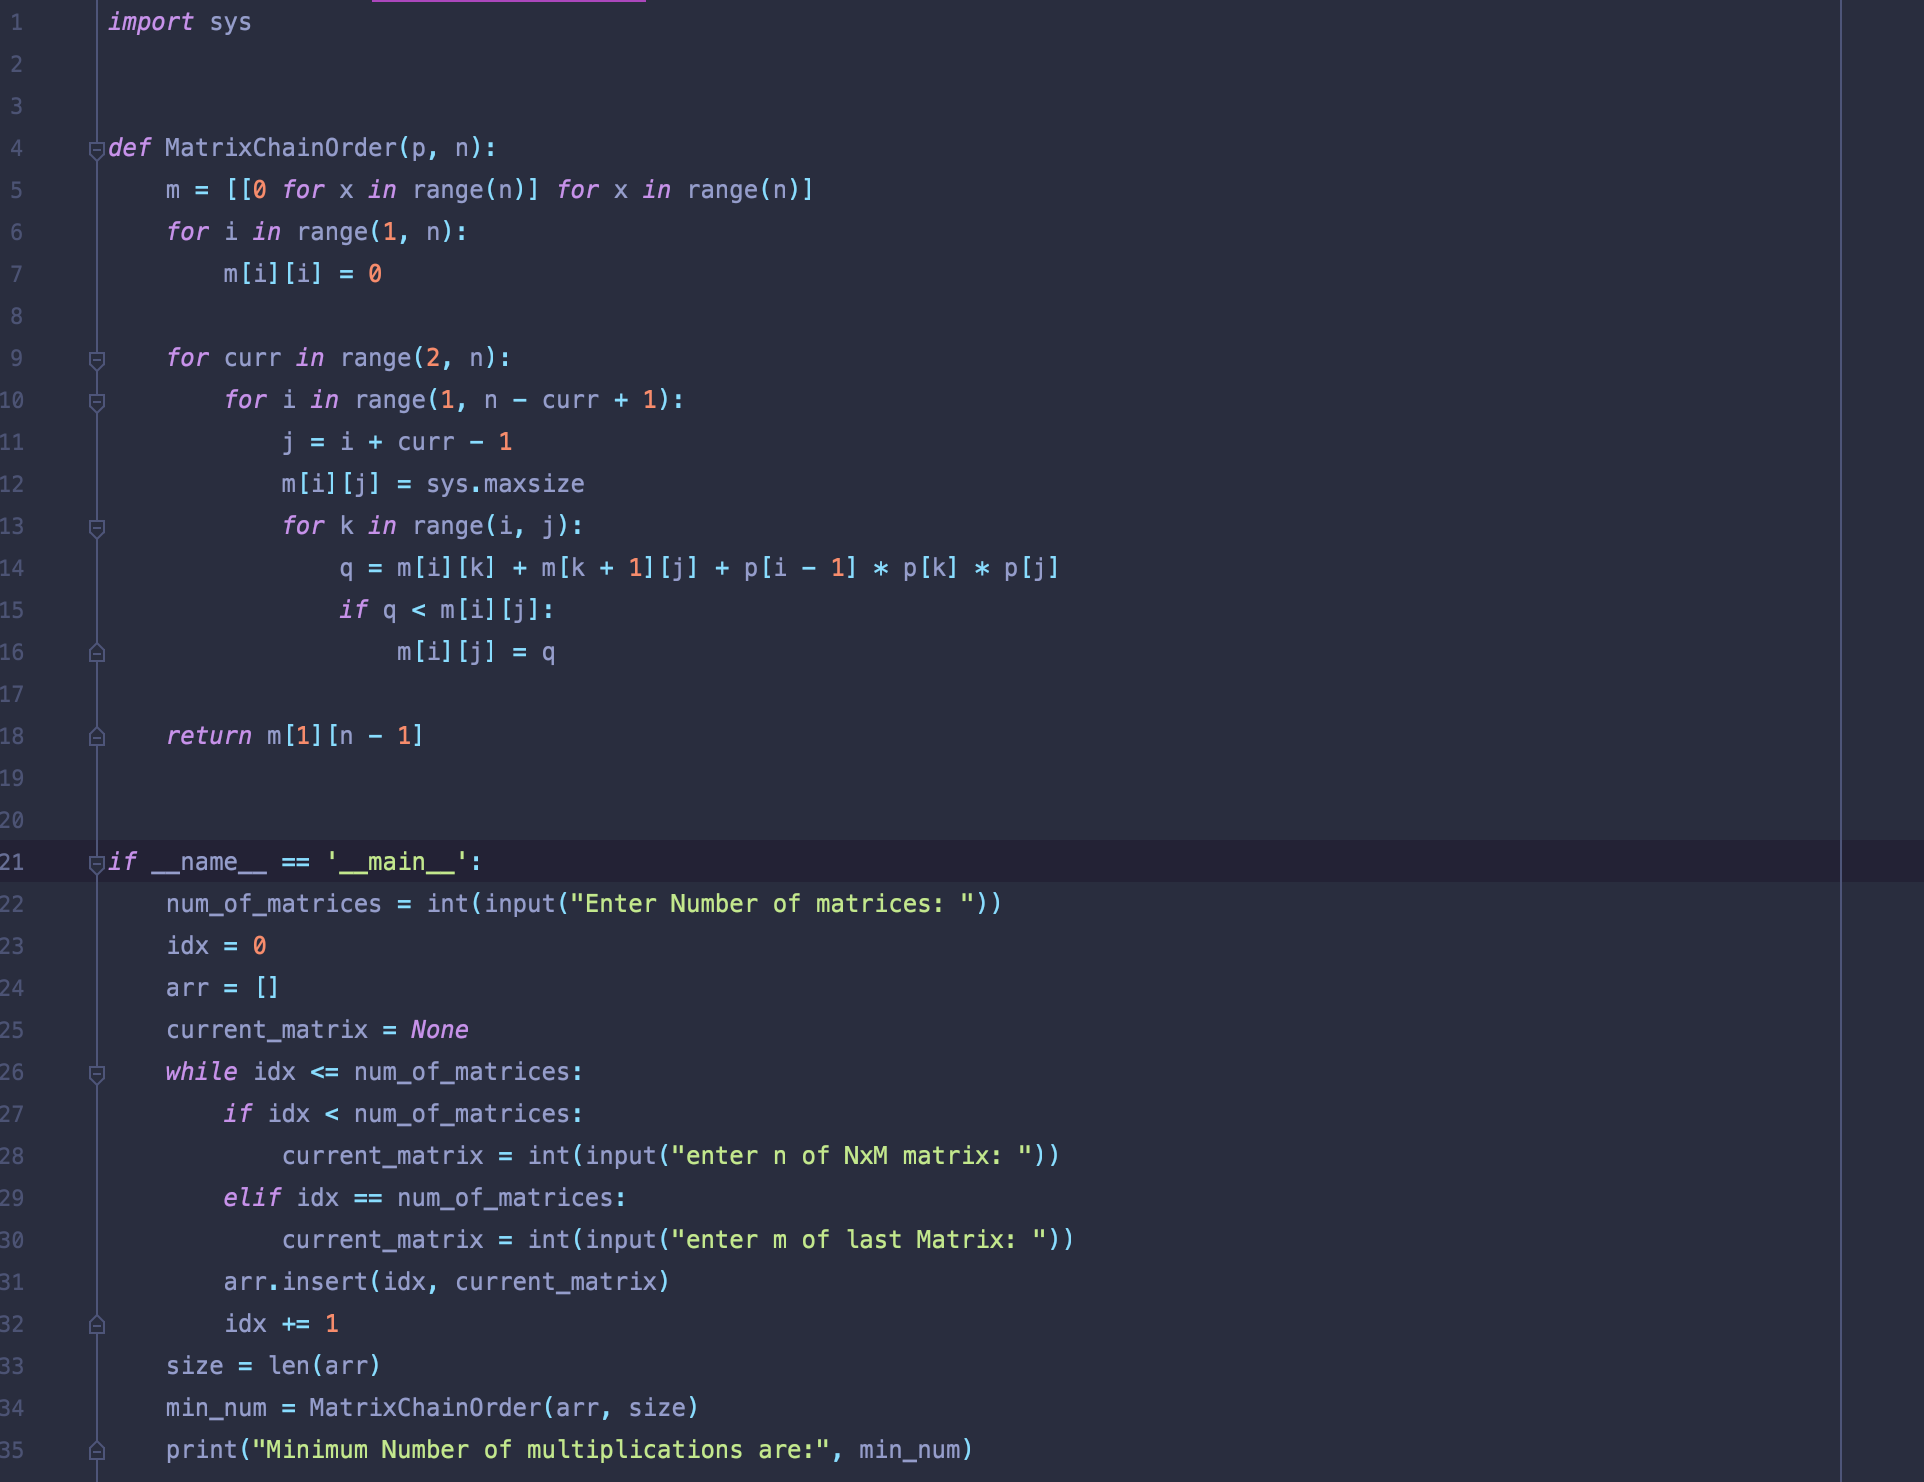 1 import sys
2
3
4 def MatrixChainOrder(p, n):
5     m = [[0 for x in range(n)] for x in range(n)]
6     for i in range(1, n):
7         m[i][i] = 0
8
9     for curr in range(2, n):
10         for i in range(1, n - curr + 1):
11             j = i + curr - 1
12             m[i][j] = sys.maxsize
13             for k in range(i, j):
14                 q = m[i][k] + m[k + 1][j] + p[i - 1] * p[k] * p[j]
15                 if q < m[i][j]:
16                     m[i][j] = q
17
18     return m[1][n - 1]
19
20
21 if __name__ == '__main__':
22     num_of_matrices = int(input("Enter Number of matrices: "))
23     idx = 0
24     arr = []
25     current_matrix = None
26     while idx <= num_of_matrices:
27         if idx < num_of_matrices:
28             current_matrix = int(input("enter n of NxM matrix: "))
29         elif idx == num_of_matrices:
30             current_matrix = int(input("enter m of last Matrix: "))
31         arr.insert(idx, current_matrix)
32         idx += 1
33     size = len(arr)
34     min_num = MatrixChainOrder(arr, size)
35     print("Minimum Number of multiplications are:", min_num)